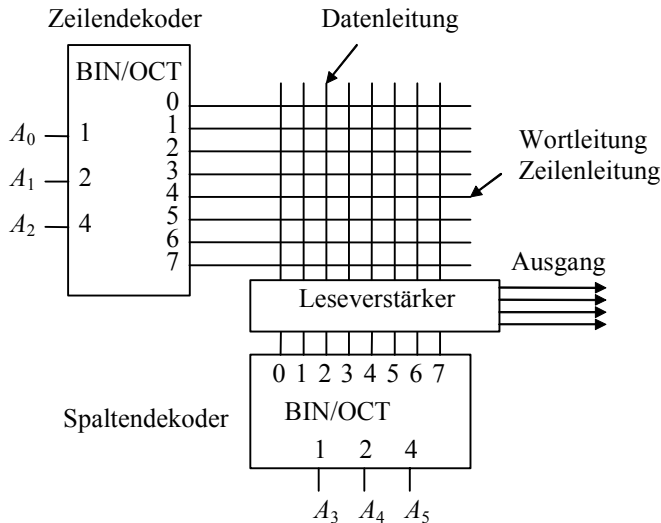 Zeilendekoder
Datenleitung
BIN/OCT
0
1
2
3
4
5
6
7
A0 1
A1 2
A2 4
Wortleitung
Zeilenleitung
Ausgang
Leseverstärker
0 1 2 3 4 5 6 7
Spaltendekoder
BIN/OCT
1 2 4
A3 A4 A5